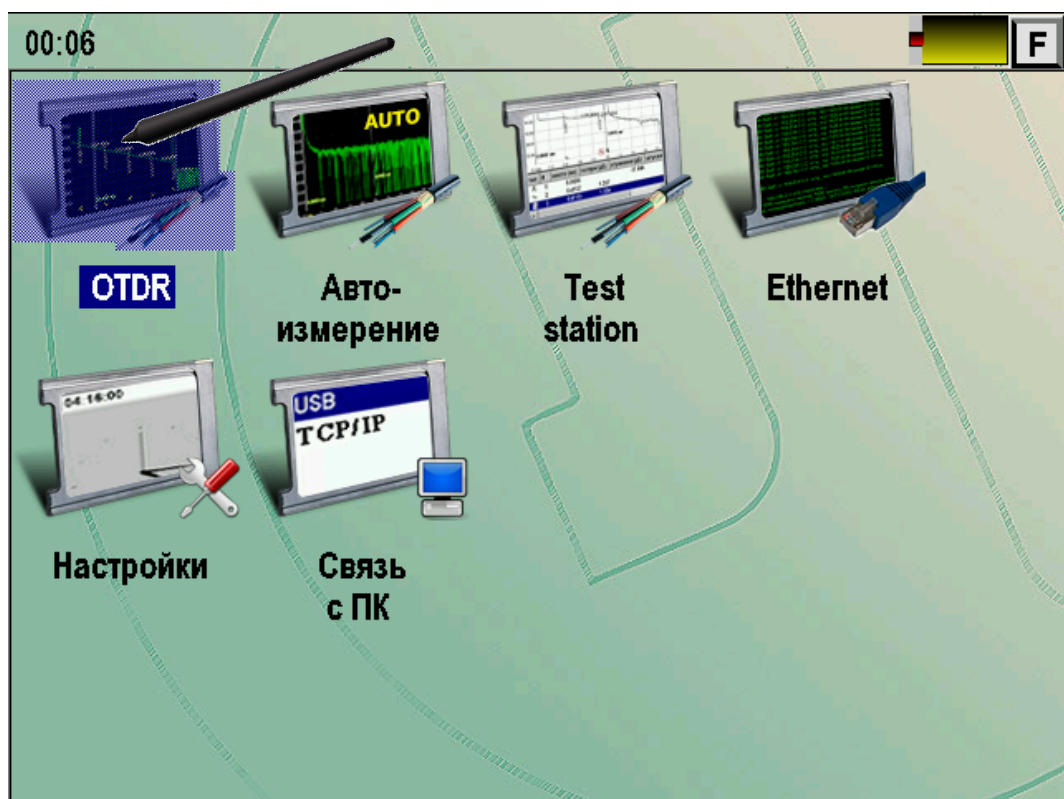 00:06
F
AUTO
OTDR
Авто-
измерение
Test
station
Ethernet
04:16:00
USB
TCP/IP
Настройки
Связь
с ПК